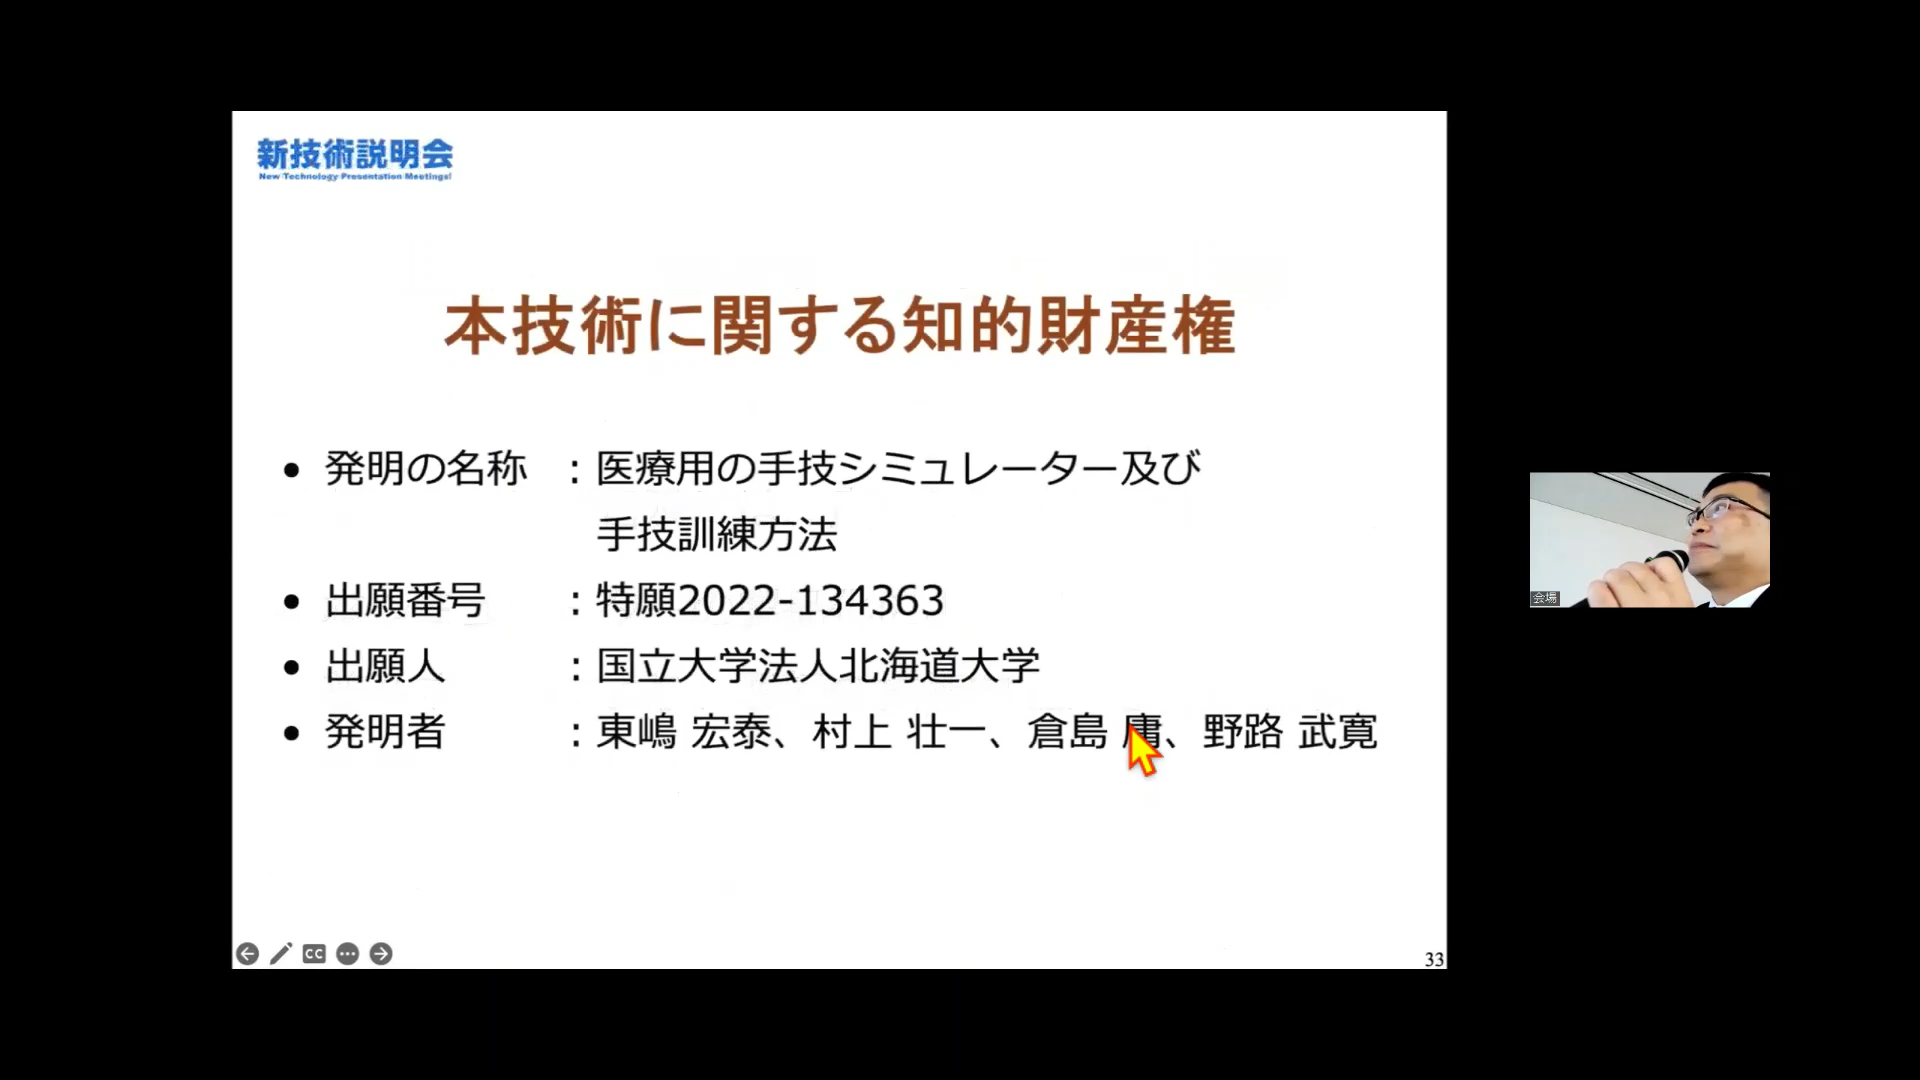 新技術説明会
New Technology Presentation Meetings!
本技術に関する知的財産権
• 発明の名称 ：医療用の手技シミュレーター及び
手技訓練方法
• 出願番号 ：特願2022-134363
• 出願人 ：国立大学法人北海道大学
• 発明者 ：東嶋 宏泰、村上 壮一、倉島 庸、野路 武寛
CC
33
会場